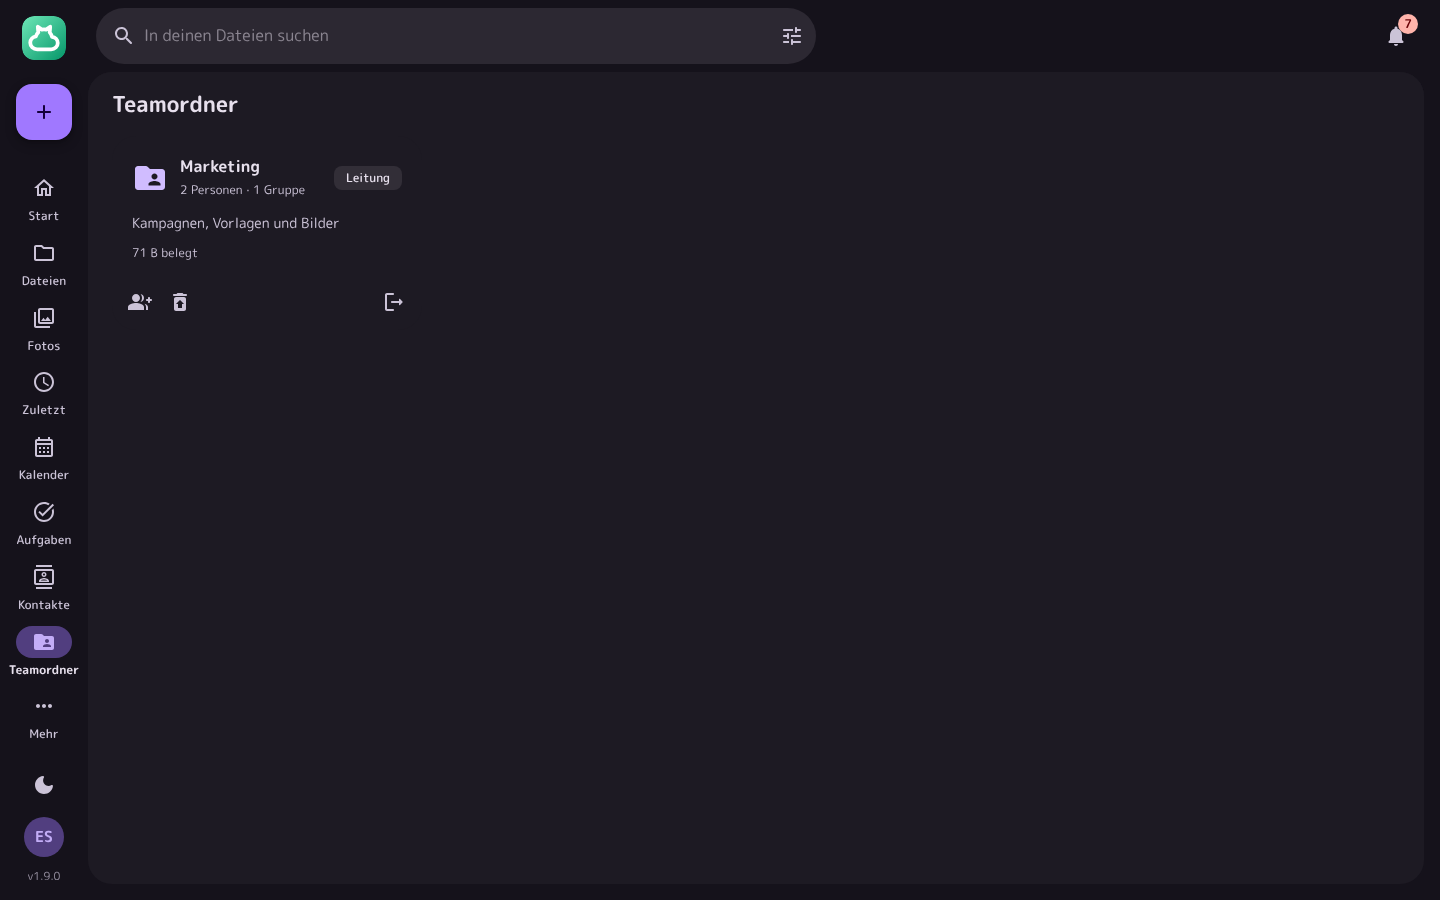 In deinen Dateien suchen
7
Teamordner
Marketing
2 Personen · 1 Gruppe
Leitung
Kampagnen, Vorlagen und Bilder
71 B belegt
Start
Dateien
Fotos
Zuletzt
Kalender
Aufgaben
Kontakte
Teamordner
Mehr
ES
v1.9.0